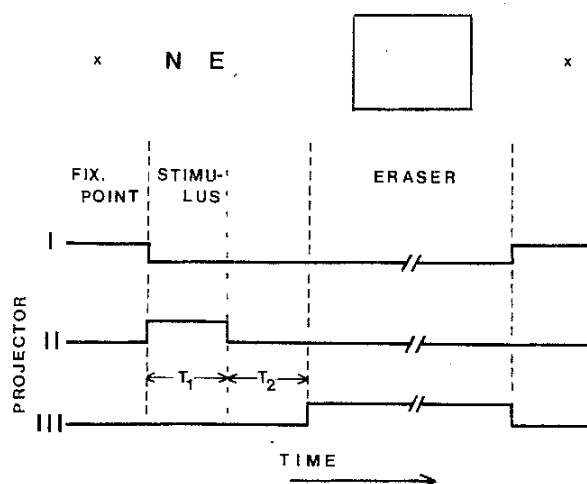 x N E x
FIX. POINT
STIMU-
LUS
ERASER
I
II
III
PROJECTOR
T1
T2
TIME